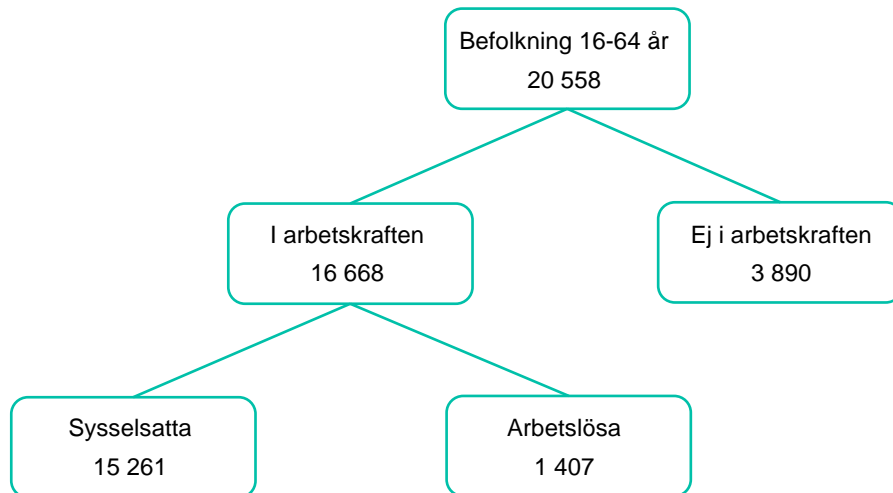 Befolkning 16-64 år
20 558
I arbetskraften
16 668
Ej i arbetskraften
3 890
Sysselsatta
15 261
Arbetslösa
1 407